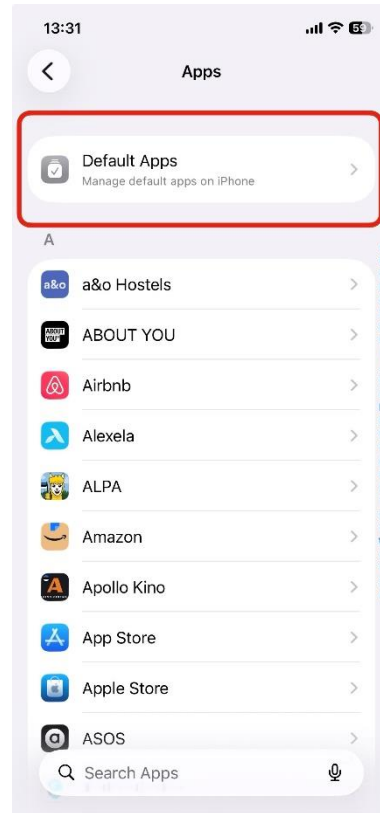 13:31
59
Apps
Default Apps
Manage default apps on iPhone
A
a&o
a&o Hostels
ABOUT
YOU
ABOUT YOU
Airbnb
Alexela
ALPA
Amazon
A
Apollo Kino
App Store
Apple Store
a
ASOS
Search Apps